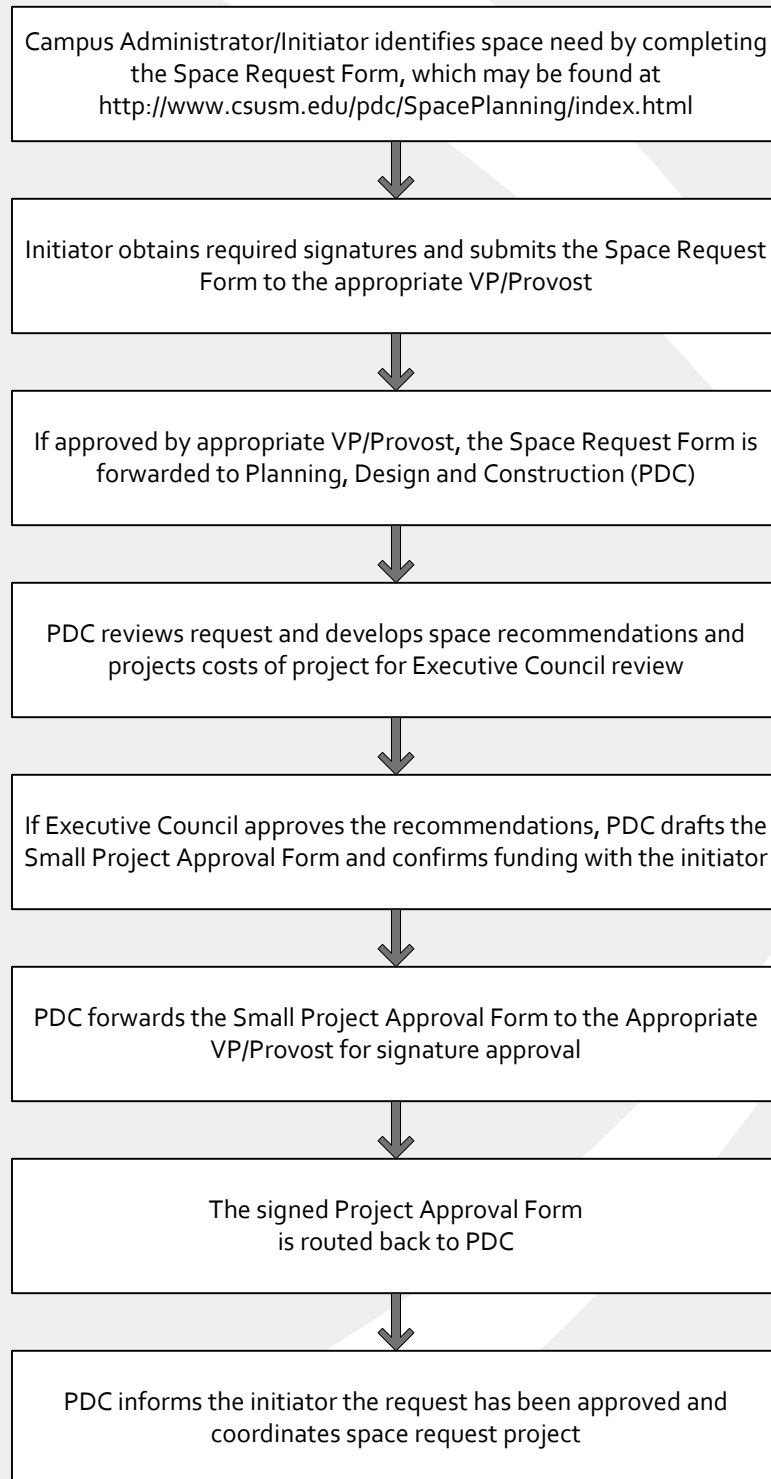 Campus Administrator/Initiator identifies space need by completing
the Space Request Form, which may be found at
http://www.csusm.edu/pdc/SpacePlanning/index.html
Initiator obtains required signatures and submits the Space Request
Form to the appropriate VP/Provost
If approved by appropriate VP/Provost, the Space Request Form is
forwarded to Planning, Design and Construction (PDC)
PDC reviews request and develops space recommendations and
projects costs of project for Executive Council review
If Executive Council approves the recommendations, PDC drafts the
Small Project Approval Form and confirms funding with the initiator
PDC forwards the Small Project Approval Form to the Appropriate
VP/Provost for signature approval
The signed Project Approval Form
is routed back to PDC
PDC informs the initiator the request has been approved and
coordinates space request project